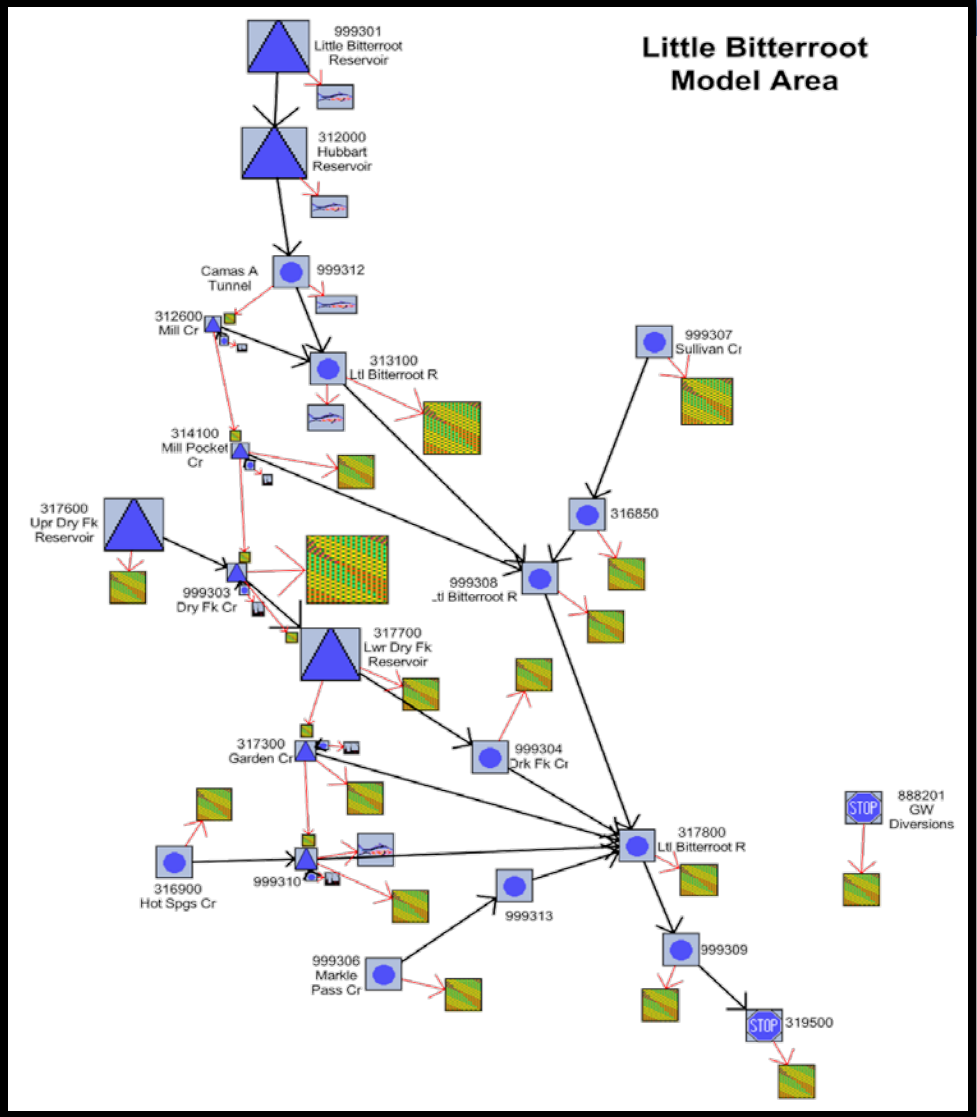 Little Bitterroot
Model Area
999301
Little Bitterroot
Reservoir
312000
Hubbart
Reservoir
Camas A
Tunnel
999312
312600
Mill Cr
313100
Ltl Bitterroot R
999307
Sullivan Cr
314100
Mill Pocket
Cr
317600
Upr Dry Fk
Reservoir
316850
999303
Dry Fk Cr
999308
Ltl Bitterroot R
317700
Lwr Dry Fk
Reservoir
317300
Garden Cr
999304
Drk Fk Cr
STOP
888201
GW
Diversions
317800
Ltl Bitterroot R
316900
Hot Spgs Cr
999310
999313
999306
Markle
Pass Cr
999309
STOP
319500